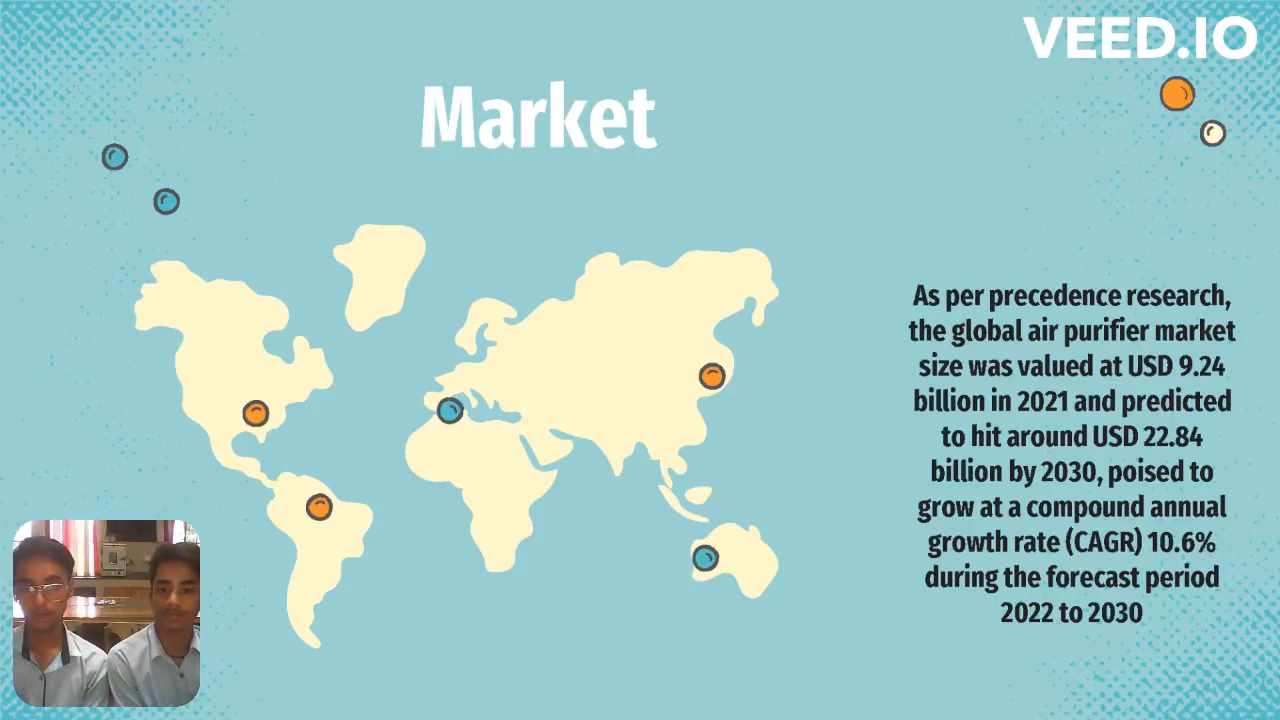 VEED.IO
Market
As per precedence research,
the global air purifier market
size was valued at USD 9.24
billion in 2021 and predicted
to hit around USD 22.84
billion by 2030, poised to
grow at a compound annual
growth rate (CAGR) 10.6%
during the forecast period
2022 to 2030